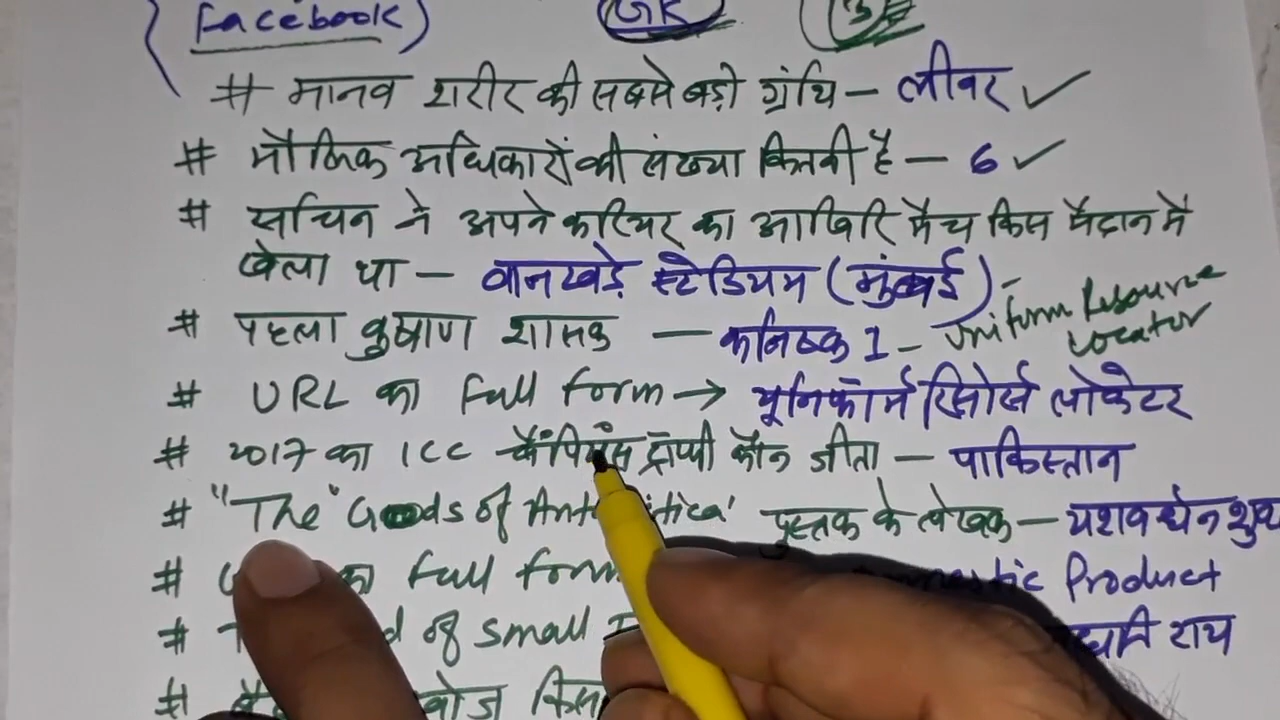 Facebook)
GK
# मानव शरीर की सबसे बड़ी ग्रंथि – लीवर ✓
# मौलिक अधिकारों की संख्या कितनी है – 6 ✓
# सचिन ने अपने करियर का आखिरि मैच किस मैदान मे
खेला था – वानखड़े स्टेडियम (मुंबई)
# पहला कुषाण शासक – कनिष्क 1 – Uniform Resource
Locator
# URL का Full form → यूनिफॉर्म रिसोर्स लोकेटर
# 2017 का ICC चैंपियंस ट्रॉफी कौन जीता – पाकिस्तान
# "The" Goods of पुस्तक के लेखक – यशवर्धन
# का Full form Product
# of small राय
# खोज किस